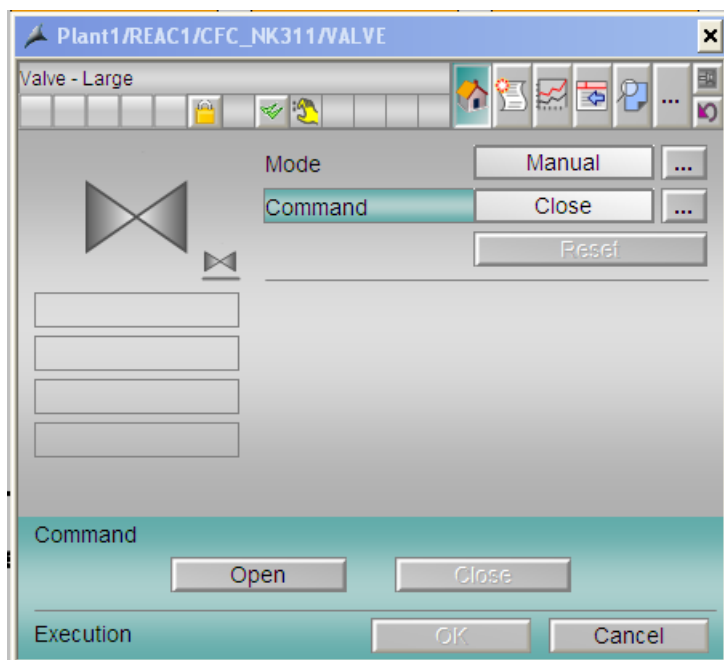 Plant1/REAC1/CFC_NK311/VALVE
Valve - Large
...
Mode Manual ...
Command Close ...
Reset
Command
Open Close
Execution OK Cancel